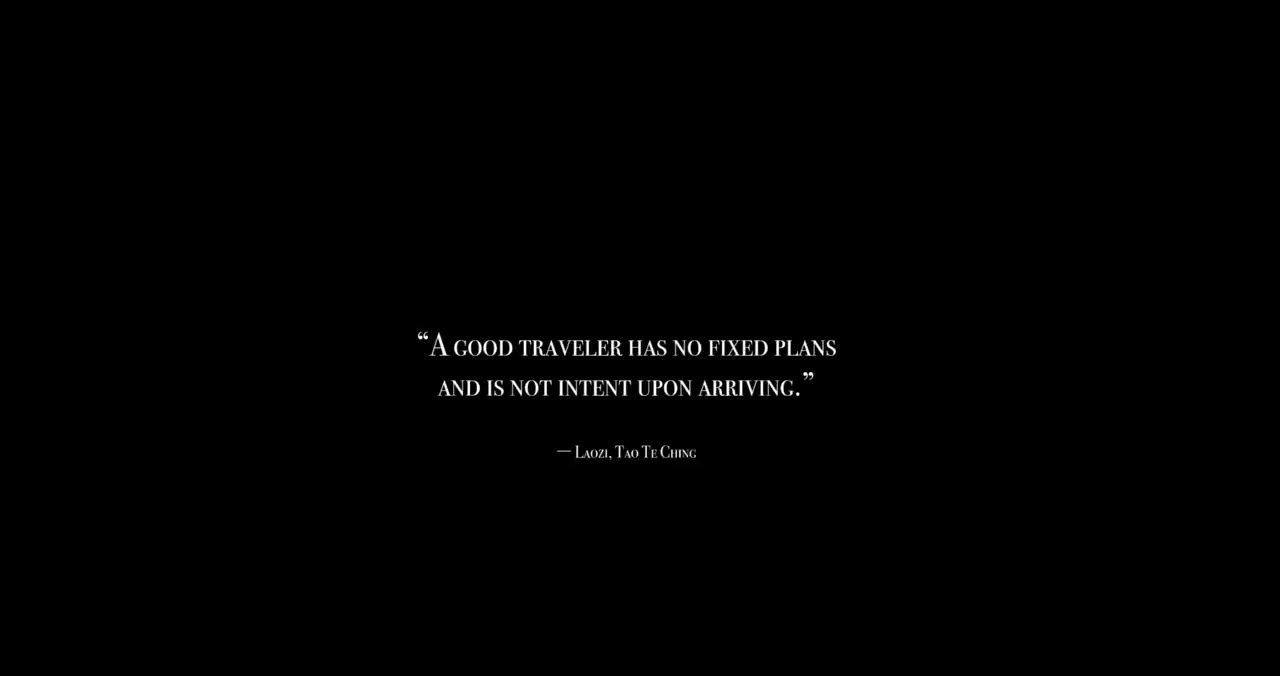 “A good traveler has no fixed plans
and is not intent upon arriving.”
— Laozi, Tao Te Ching